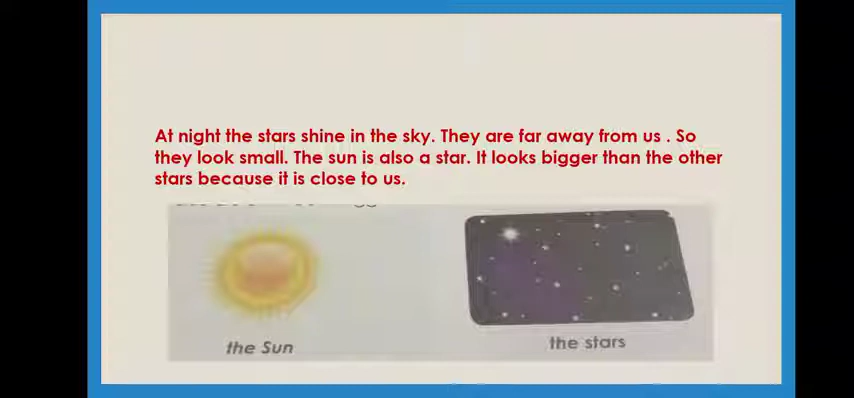 At night the stars shine in the sky. They are far away from us . So
they look small. The sun is also a star. It looks bigger than the other
stars because it is close to us.
the Sun
the stars